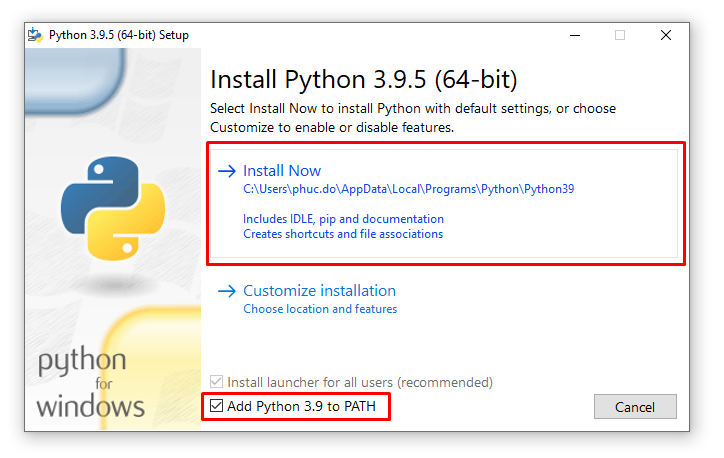 Python 3.9.5 (64-bit) Setup
Install Python 3.9.5 (64-bit)
Select Install Now to install Python with default settings, or choose
Customize to enable or disable features.
Install Now
C:\Users\phuc.do\AppData\Local\Programs\Python\Python39
Includes IDLE, pip and documentation
Creates shortcuts and file associations
Customize installation
Choose location and features
python
for
windows
Install launcher for all users (recommended)
Add Python 3.9 to PATH
Cancel